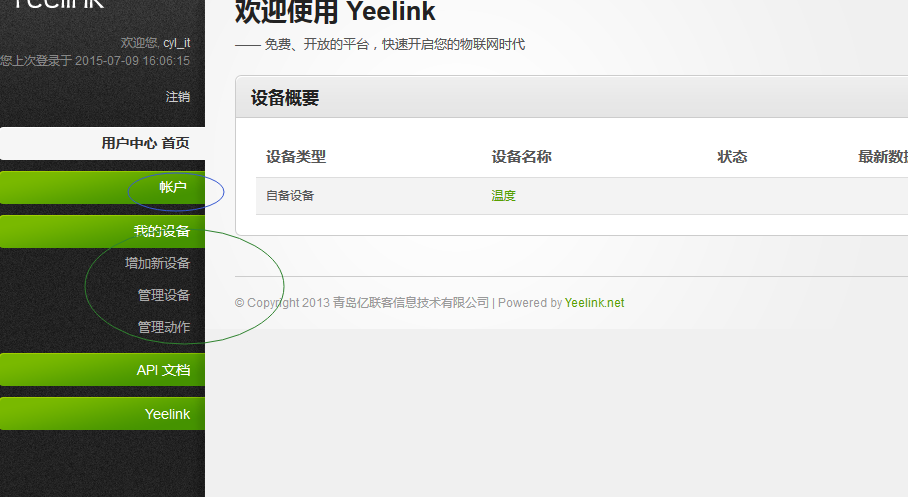 Yeelink
欢迎您, cyl_it
您上次登录于 2015-07-09 16:06:15
注销
用户中心 首页
帐户
我的设备
增加新设备
管理设备
管理动作
API 文档
Yeelink
欢迎使用 Yeelink
—— 免费、开放的平台，快速开启您的物联网时代
设备概要
设备类型 设备名称 状态 最新数据
自备设备 温度
© Copyright 2013 青岛亿联客信息技术有限公司 | Powered by Yeelink.net